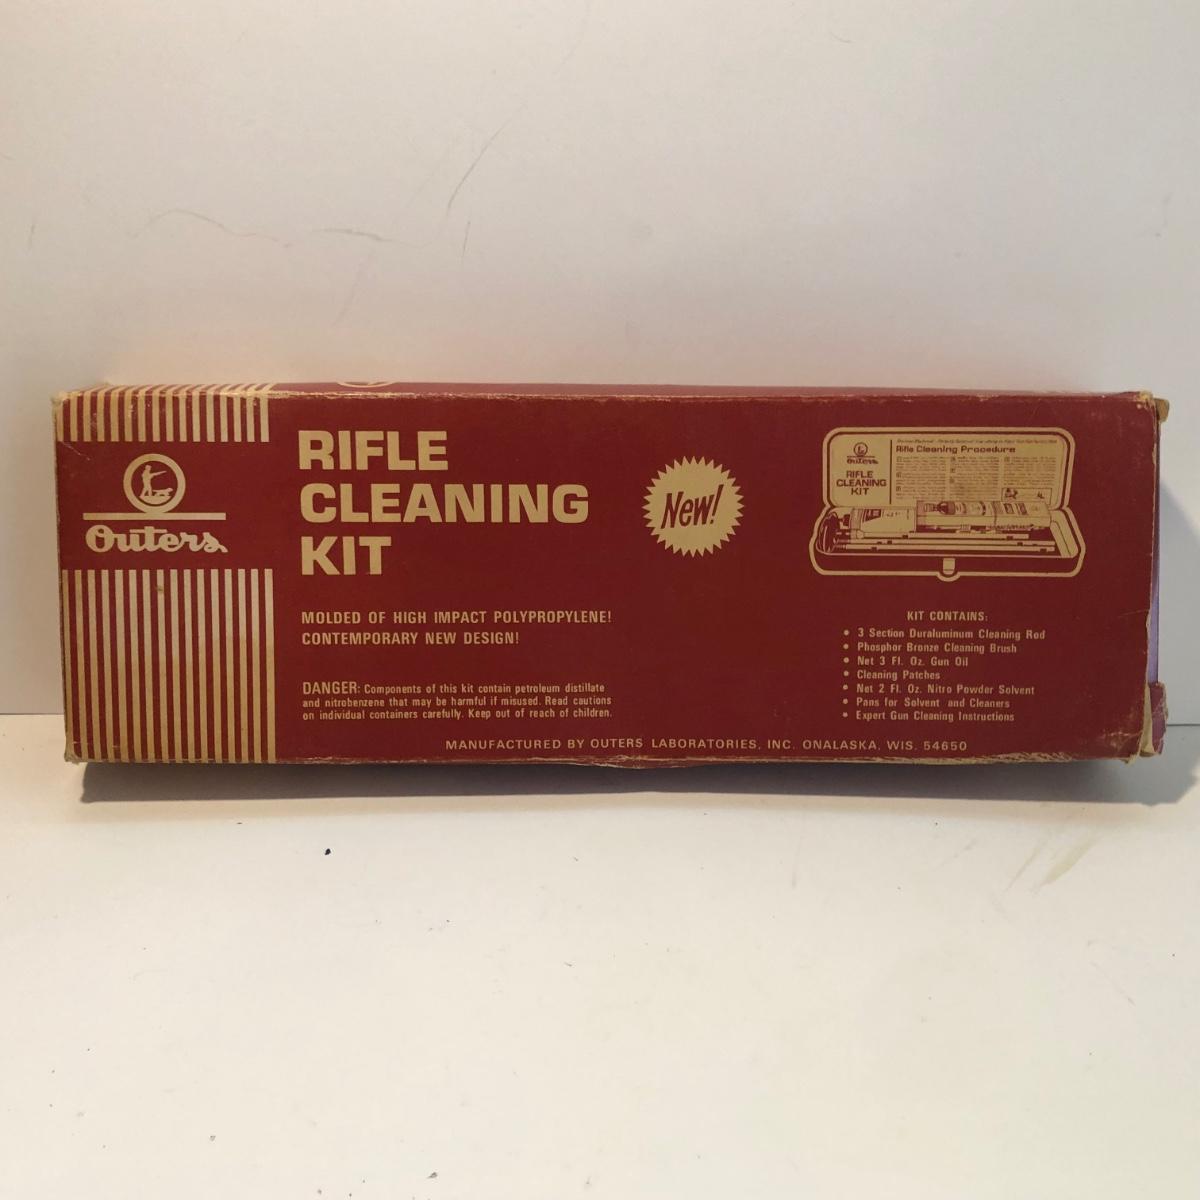 Outers
RIFLE
CLEANING
KIT
New!
MOLDED OF HIGH IMPACT POLYPROPYLENE!
CONTEMPORARY NEW DESIGN!
DANGER: Components of this kit contain petroleum distillate
and nitrobenzene that may be harmful if misused. Read cautions
on individual containers carefully. Keep out of reach of children.
Outers
RIFLE
CLEANING
KIT
Rifle Cleaning Procedure
KIT CONTAINS:
• 3 Section Duraluminum Cleaning Rod
• Phosphor Bronze Cleaning Brush
• Net 3 Fl. Oz. Gun Oil
• Cleaning Patches
• Net 2 Fl. Oz. Nitro Powder Solvent
• Pans for Solvent and Cleaners
• Expert Gun Cleaning Instructions
MANUFACTURED BY OUTERS LABORATORIES, INC. ONALASKA, WIS. 54650